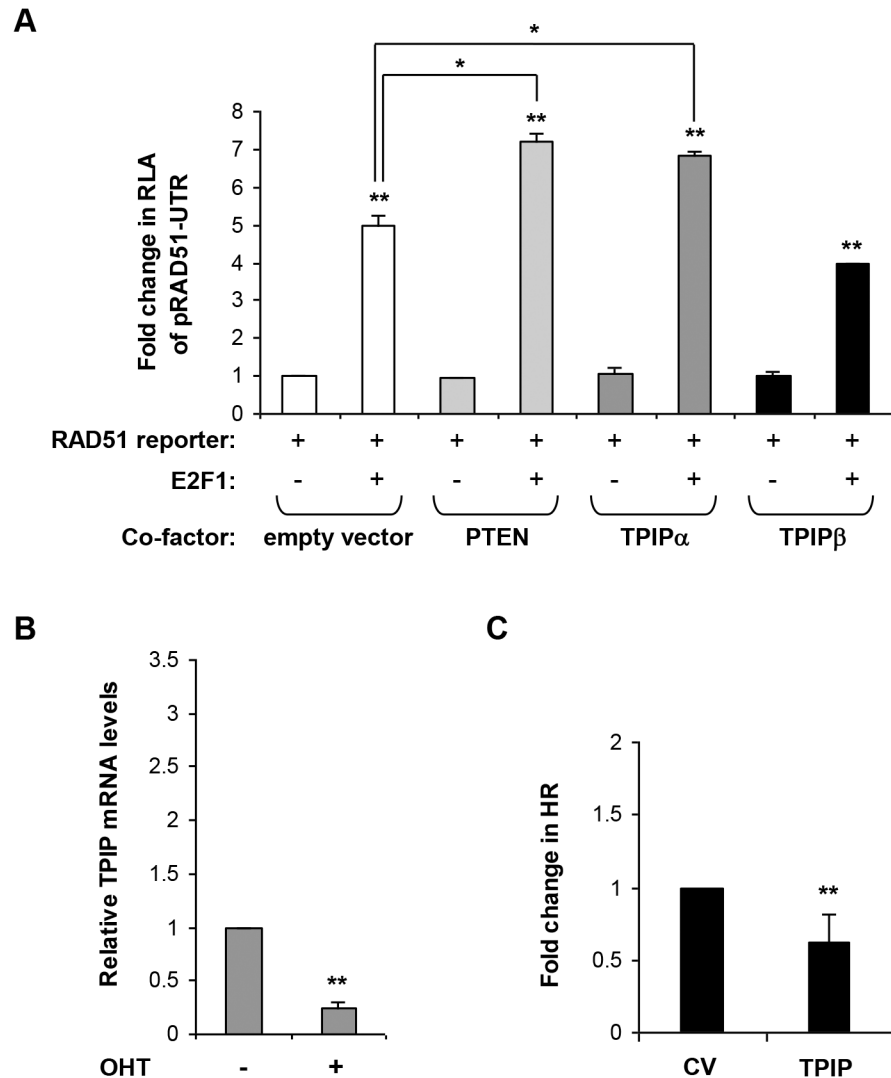 A
*
*
Fold change in RLA
of pRAD51-UTR
8
7
6
5
4
3
2
1
0
**
**
**
**
RAD51 reporter: + + + + + + + +
E2F1: - + - + - + - +
Co-factor: empty vector PTEN TPIPα TPIPβ
B
Relative TPIP mRNA levels
3.5
3
2.5
2
1.5
1
0.5
0
**
OHT - +
C
Fold change in HR
2
1.5
1
0.5
0
**
CV TPIP